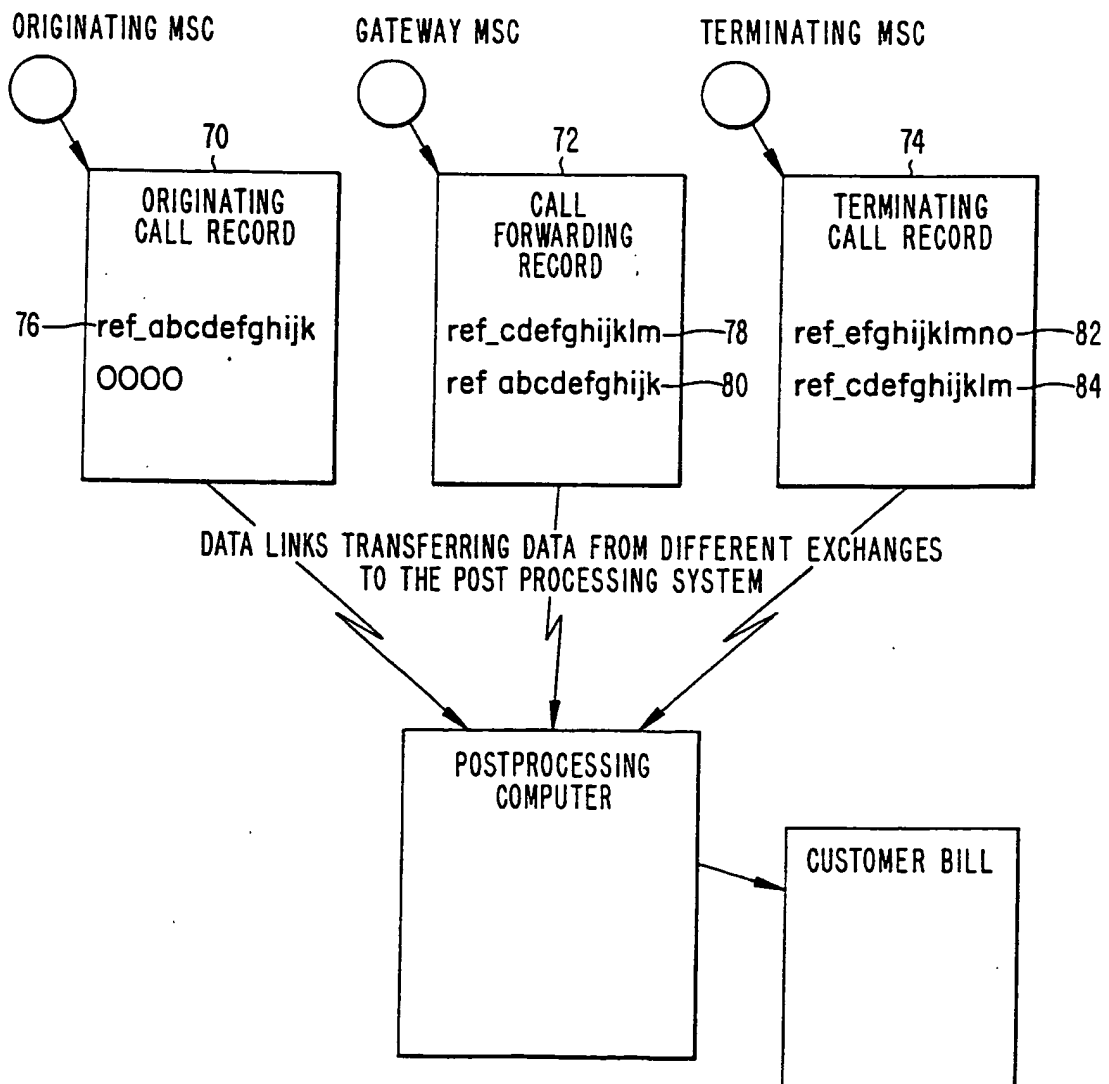 ORIGINATING MSC
GATEWAY MSC
TERMINATING MSC
70
72
74
ORIGINATING
CALL RECORD
76
ref_abcdefghijk
0000
CALL
FORWARDING
RECORD
ref_cdefghijklm
78
ref abcdefghijk
80
TERMINATING
CALL RECORD
ref_efghijklmno
82
ref_cdefghijklm
84
DATA LINKS TRANSFERRING DATA FROM DIFFERENT EXCHANGES
TO THE POST PROCESSING SYSTEM
POSTPROCESSING
COMPUTER
CUSTOMER BILL